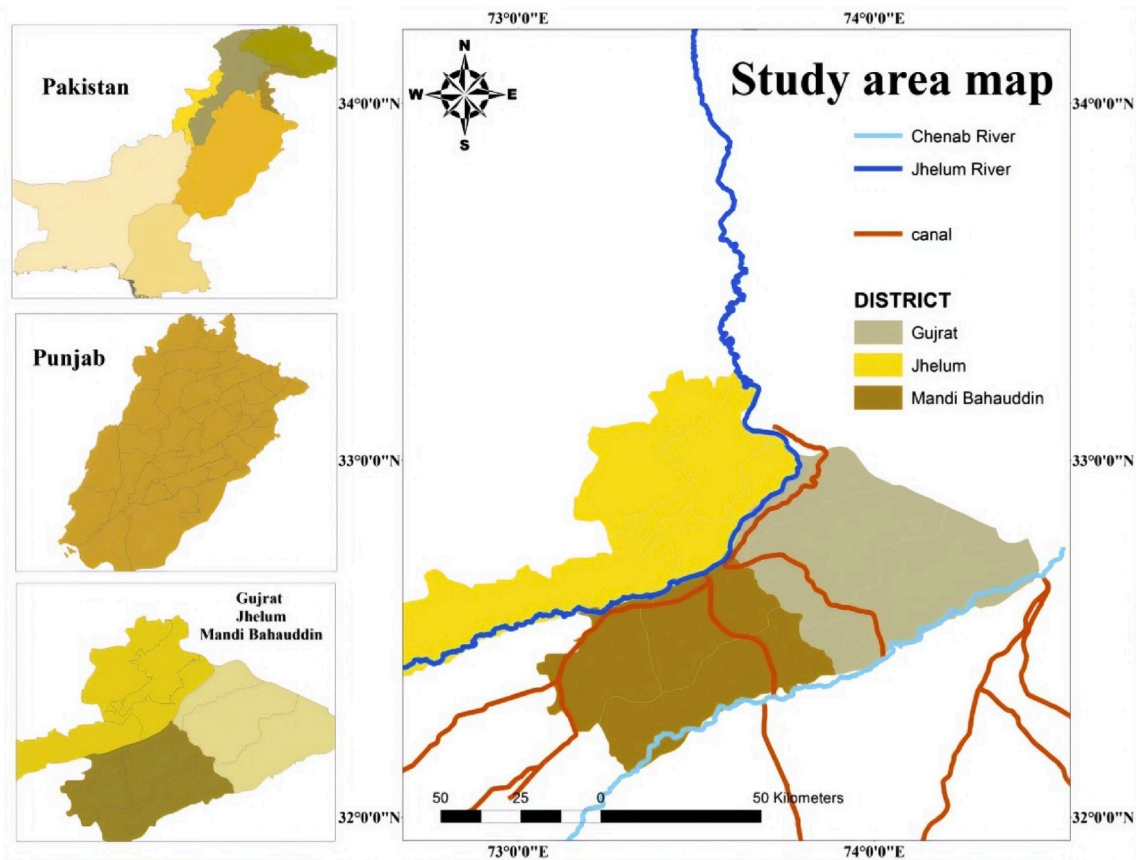 Pakistan
Punjab
Gujrat
Jhelum
Mandi Bahauddin
73°0'0"E
74°0'0"E
34°0'0"N
33°0'0"N
32°0'0"N
N
W
E
S
Study area map
Chenab River
Jhelum River
canal
DISTRICT
Gujrat
Jhelum
Mandi Bahauddin
50 25 0 50 Kilometers
34°0'0"N
33°0'0"N
32°0'0"N
73°0'0"E
74°0'0"E